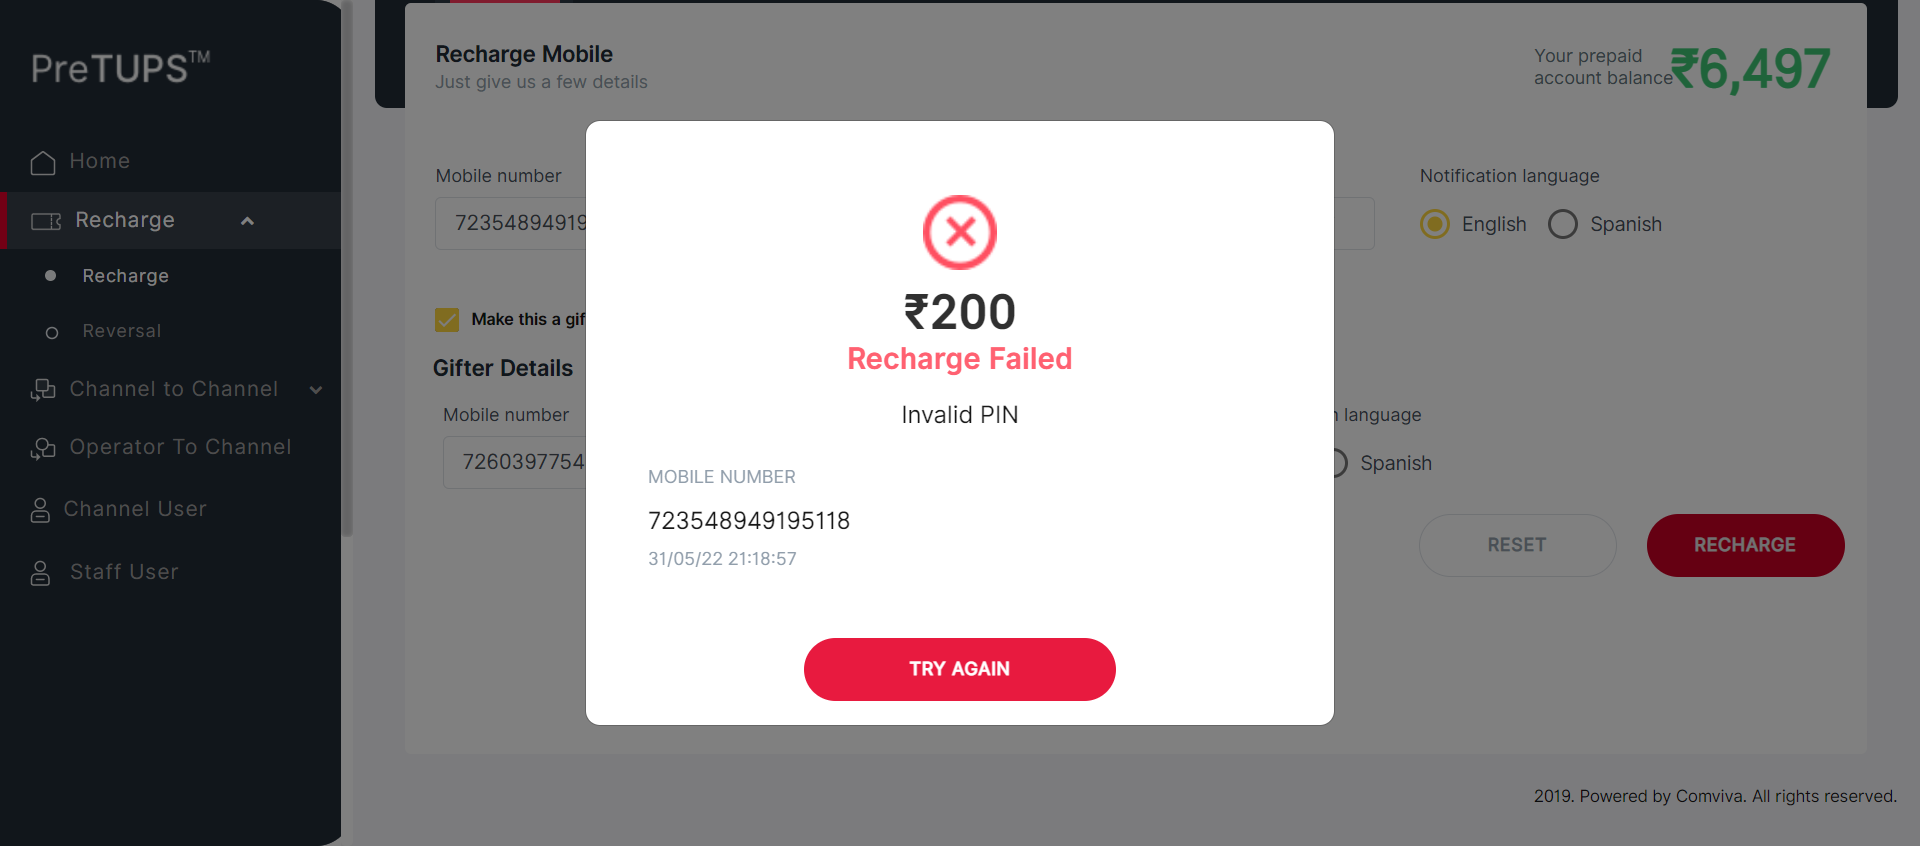 PreTUPS™
Home
Recharge
Recharge
Reversal
Channel to Channel
Operator To Channel
Channel User
Staff User
Recharge Mobile
Just give us a few details
Your prepaid
account balance
₹6,497
Mobile number
72354894919
Notification language
English
Spanish
Make this a gif
Gifter Details
Mobile number
7260397754
language
Spanish
RESET
RECHARGE
₹200
Recharge Failed
Invalid PIN
MOBILE NUMBER
723548949195118
31/05/22 21:18:57
TRY AGAIN
2019. Powered by Comviva. All rights reserved.